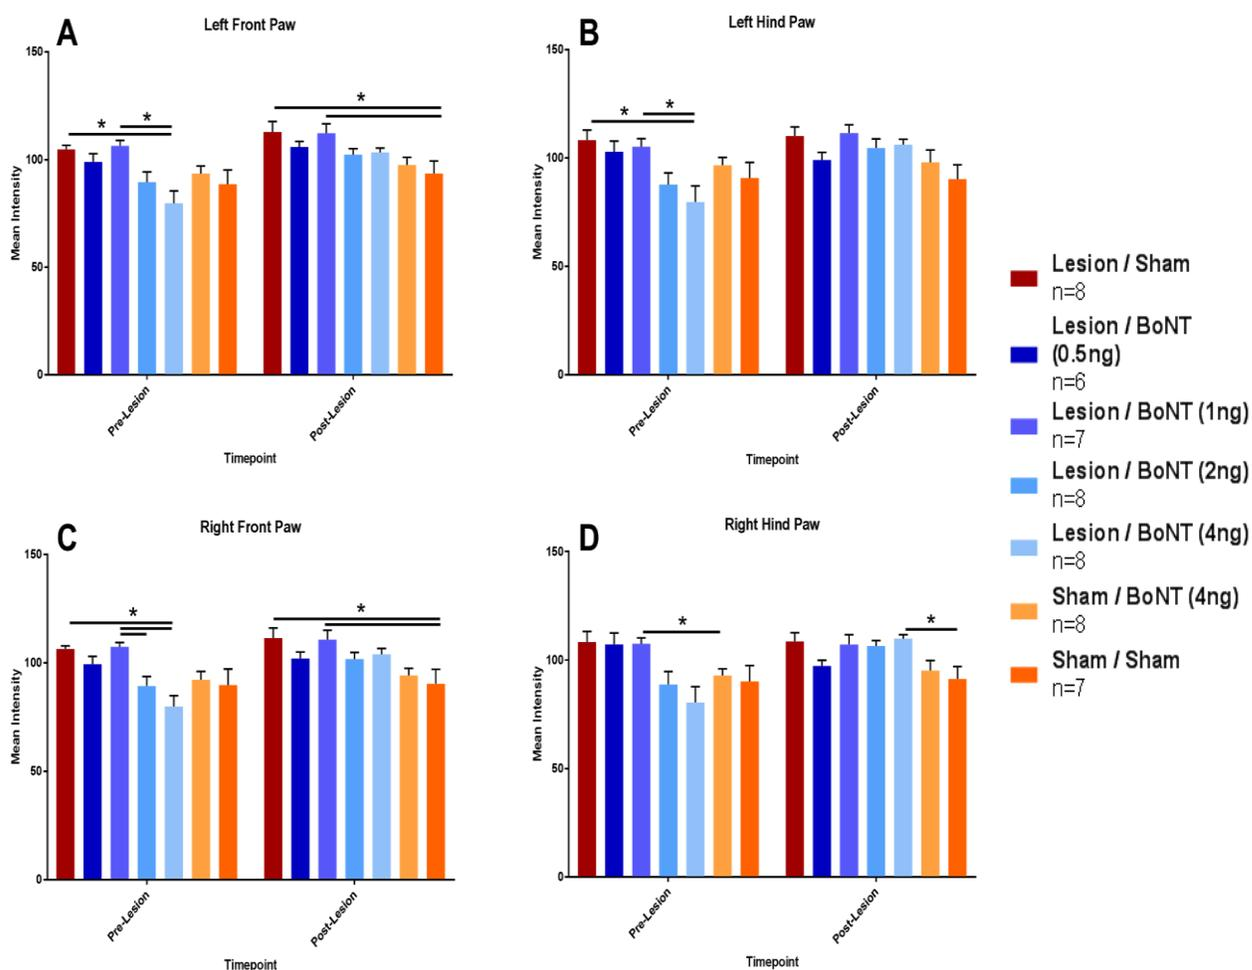 A
Left Front Paw
150
100
50
0
Mean Intensity
*
*
*
Pre-Lesion
Post-Lesion
Timepoint
B
Left Hind Paw
150
100
50
0
Mean Intensity
*
*
Pre-Lesion
Post-Lesion
Timepoint
C
Right Front Paw
150
100
50
0
Mean Intensity
*
*
Pre-Lesion
Post-Lesion
Timepoint
D
Right Hind Paw
150
100
50
0
Mean Intensity
*
*
Pre-Lesion
Post-Lesion
Timepoint
Lesion / Sham
n=8
Lesion / BoNT
(0.5ng)
n=6
Lesion / BoNT (1ng)
n=7
Lesion / BoNT (2ng)
n=8
Lesion / BoNT (4ng)
n=8
Sham / BoNT (4ng)
n=8
Sham / Sham
n=7